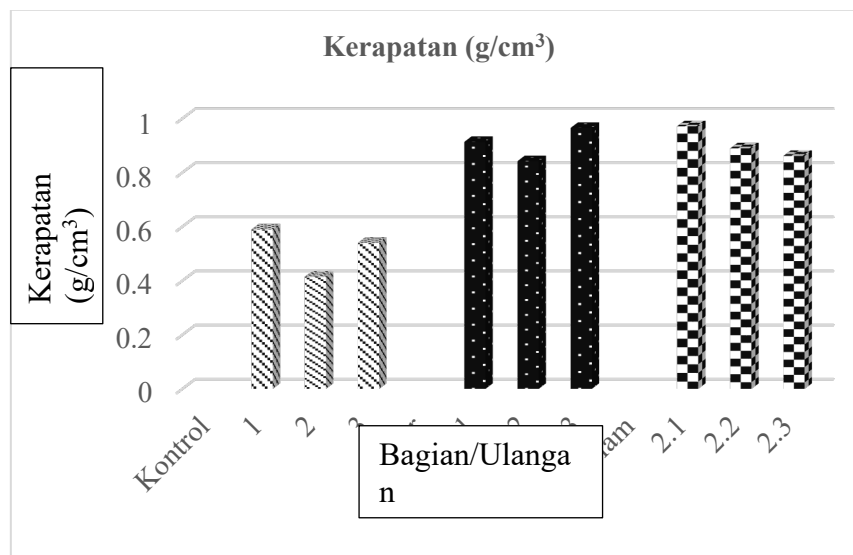 Kerapatan (g/cm³)
Kerapatan
(g/cm³)
1
0.8
0.6
0.4
0.2
0
Kontrol
1
2
2.1
2.2
2.3
Bagian/Ulanga
n